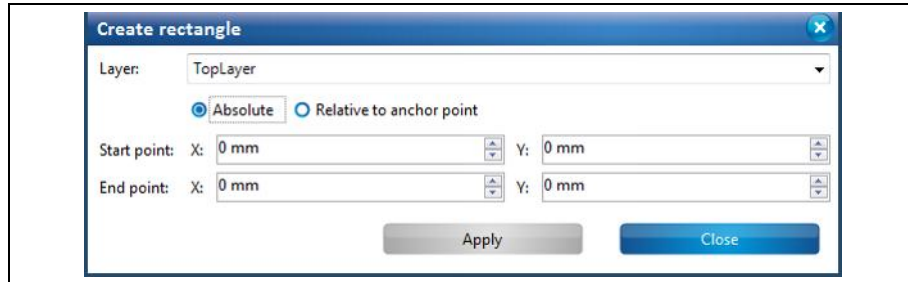 Create rectangle
Layer: TopLayer
Absolute Relative to anchor point
Start point: X: 0 mm Y: 0 mm
End point: X: 0 mm Y: 0 mm
Apply Close